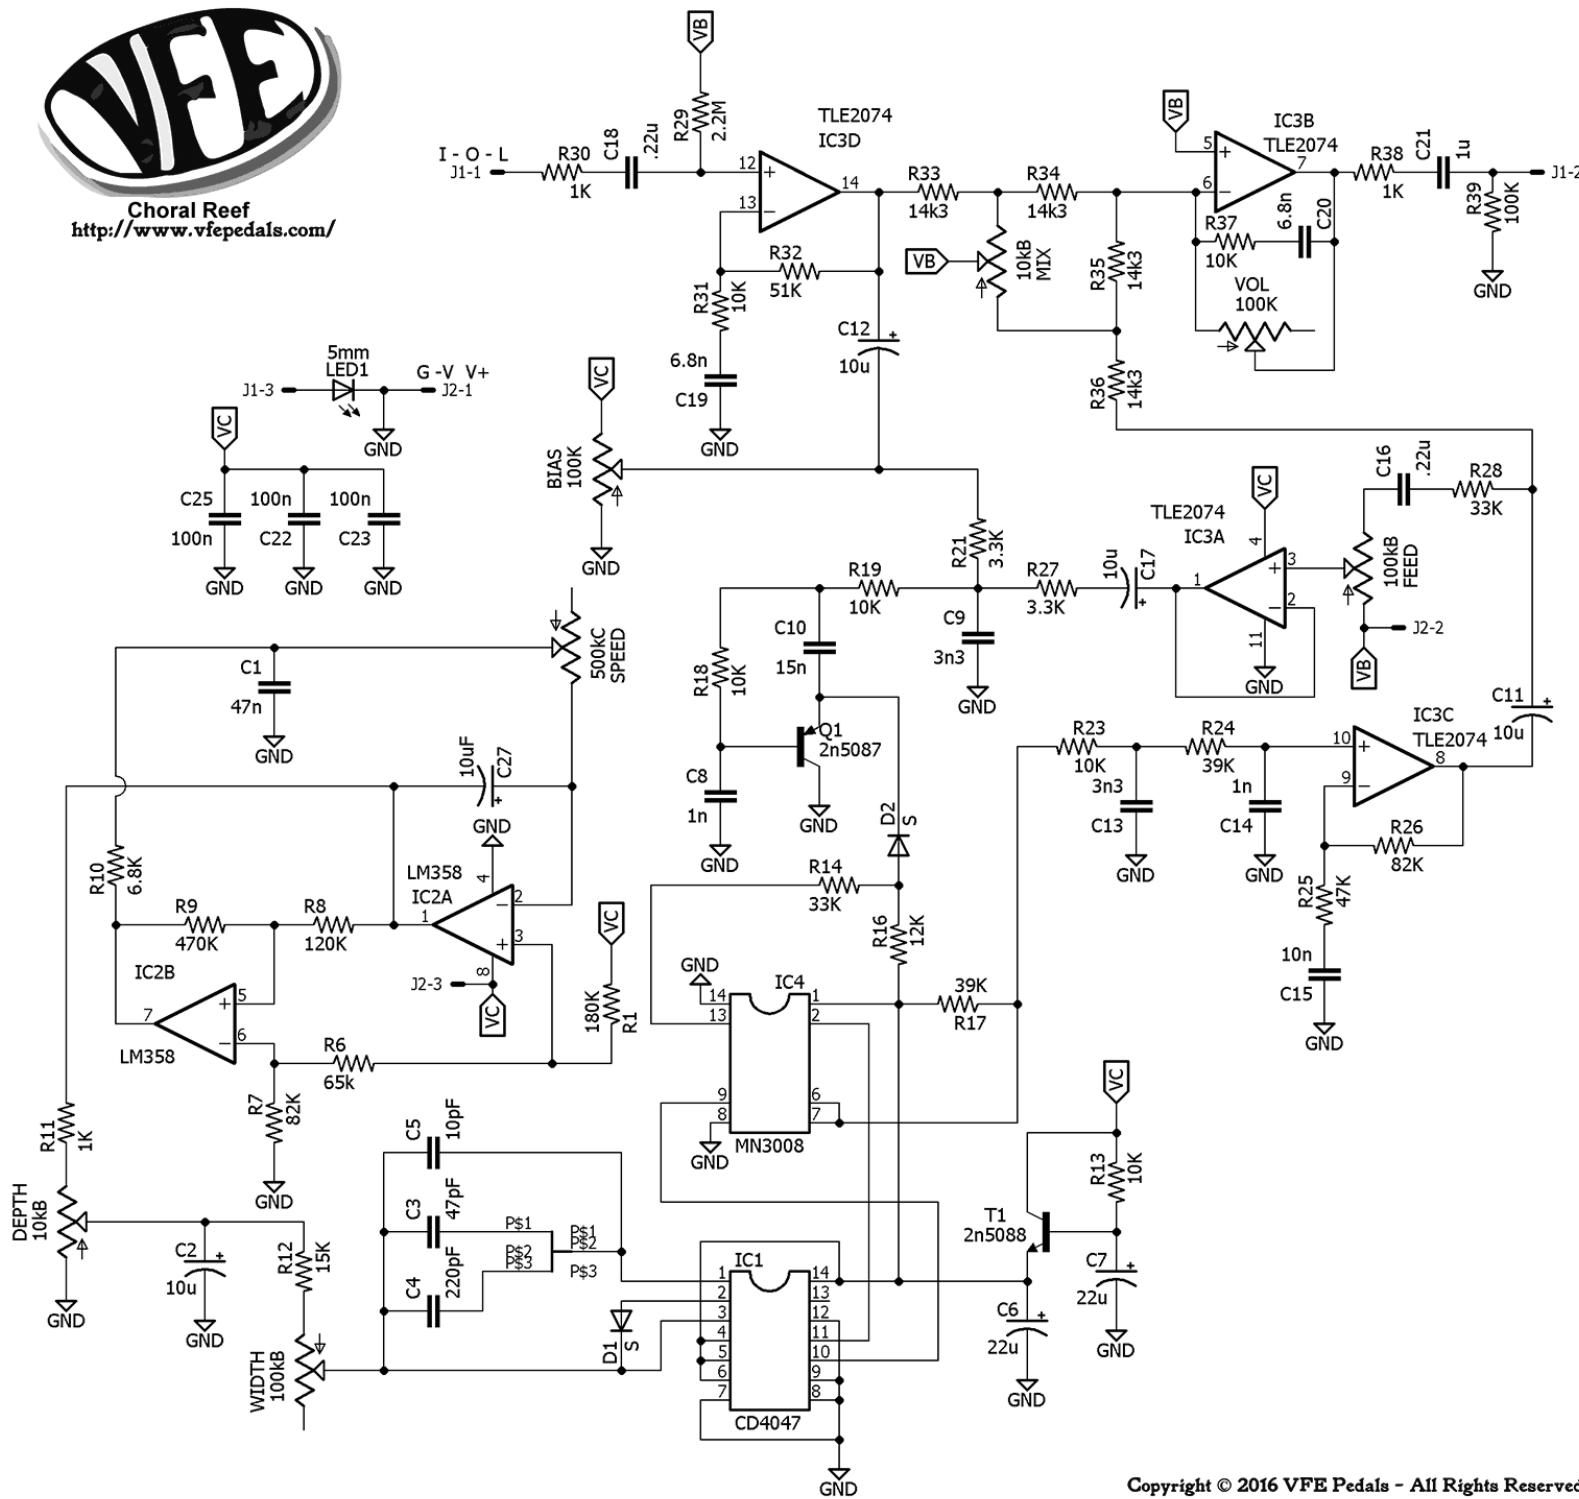 VFE
Choral Reef
http://www.vfepedals.com/
VB
R29
2.2M
C18
.22u
I - O - L
J1-1
R30
1K
TLE2074
IC3D
12
13
14
R32
51K
R31
10K
6.8n
C19
GND
C12
10u
R33
14k3
R34
14k3
VB
10kB
MIX
R35
14k3
R36
14k3
VB
IC3B
TLE2074
5
6
7
R37
10K
6.8n
C20
VOL
100K
R38
1K
C21
1u
J1-2
R39
100K
GND
5mm
LED1
J1-3
G -V V+
J2-1
GND
VC
C25
100n
100n
C22
100n
C23
GND
GND
GND
VC
BIAS
100K
GND
R21
3.3K
R19
10K
R27
3.3K
10u
C17
TLE2074
IC3A
VC
4
1
3
2
11
GND
C16
.22u
R28
33K
100kB
FEED
J2-2
VB
C9
3n3
GND
C10
15n
R18
10K
Q1
2n5087
GND
C8
1n
GND
D2
S
C11
10u
R23
10K
R24
39K
3n3
C13
GND
1n
C14
GND
IC3C
TLE2074
10
9
8
R26
82K
R25
47K
10n
C15
GND
500kC
SPEED
C1
47n
GND
10uF
C27
GND
R10
6.8K
R9
470K
R8
120K
LM358
IC2A
4
1
2
3
8
J2-3
VC
VC
180K
R1
IC2B
LM358
7
5
6
R6
65k
R7
82K
GND
R11
1K
DEPTH
10kB
GND
C2
10u
GND
R12
15K
WIDTH
100kB
R14
33K
R16
12K
39K
R17
GND
IC4
14
13
9
8
1
2
6
7
MN3008
GND
C5
10pF
C3
47pF
C4
220pF
P$1
P$2
P$3
P$1
P$2
P$3
D1
S
IC1
1
2
3
4
5
6
7
14
13
12
11
10
9
8
CD4047
GND
VC
R13
10K
T1
2n5088
C7
22u
GND
C6
22u
GND
Copyright © 2016 VFE Pedals - All Rights Reserved